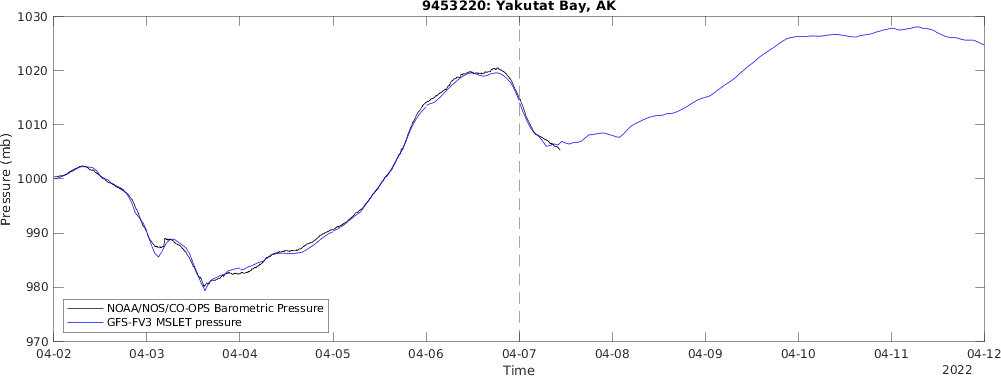 9453220: Yakutat Bay, AK
1030
1020
1010
1000
990
980
970
Pressure (mb)
NOAA/NOS/CO-OPS Barometric Pressure
GFS-FV3 MSLET pressure
04-02 04-03 04-04 04-05 04-06 04-07 04-08 04-09 04-10 04-11 04-12
Time
2022